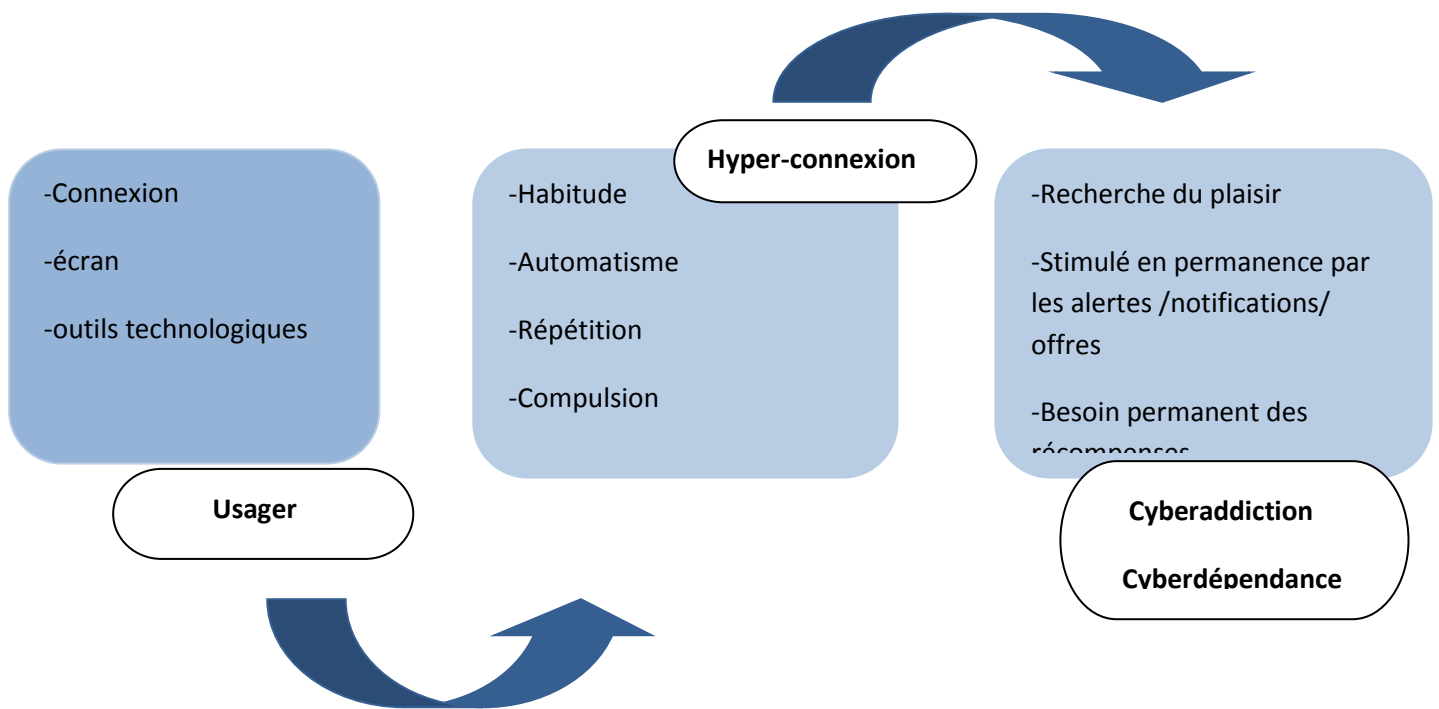 -Connexion
-écran
-outils technologiques
Usager
Hyper-connexion
-Habitude
-Automatisme
-Répétition
-Compulsion
-Recherche du plaisir
-Stimulé en permanence par
les alertes /notifications/
offres
-Besoin permanent des
récompenses
Cyberaddiction
Cyberdépendance